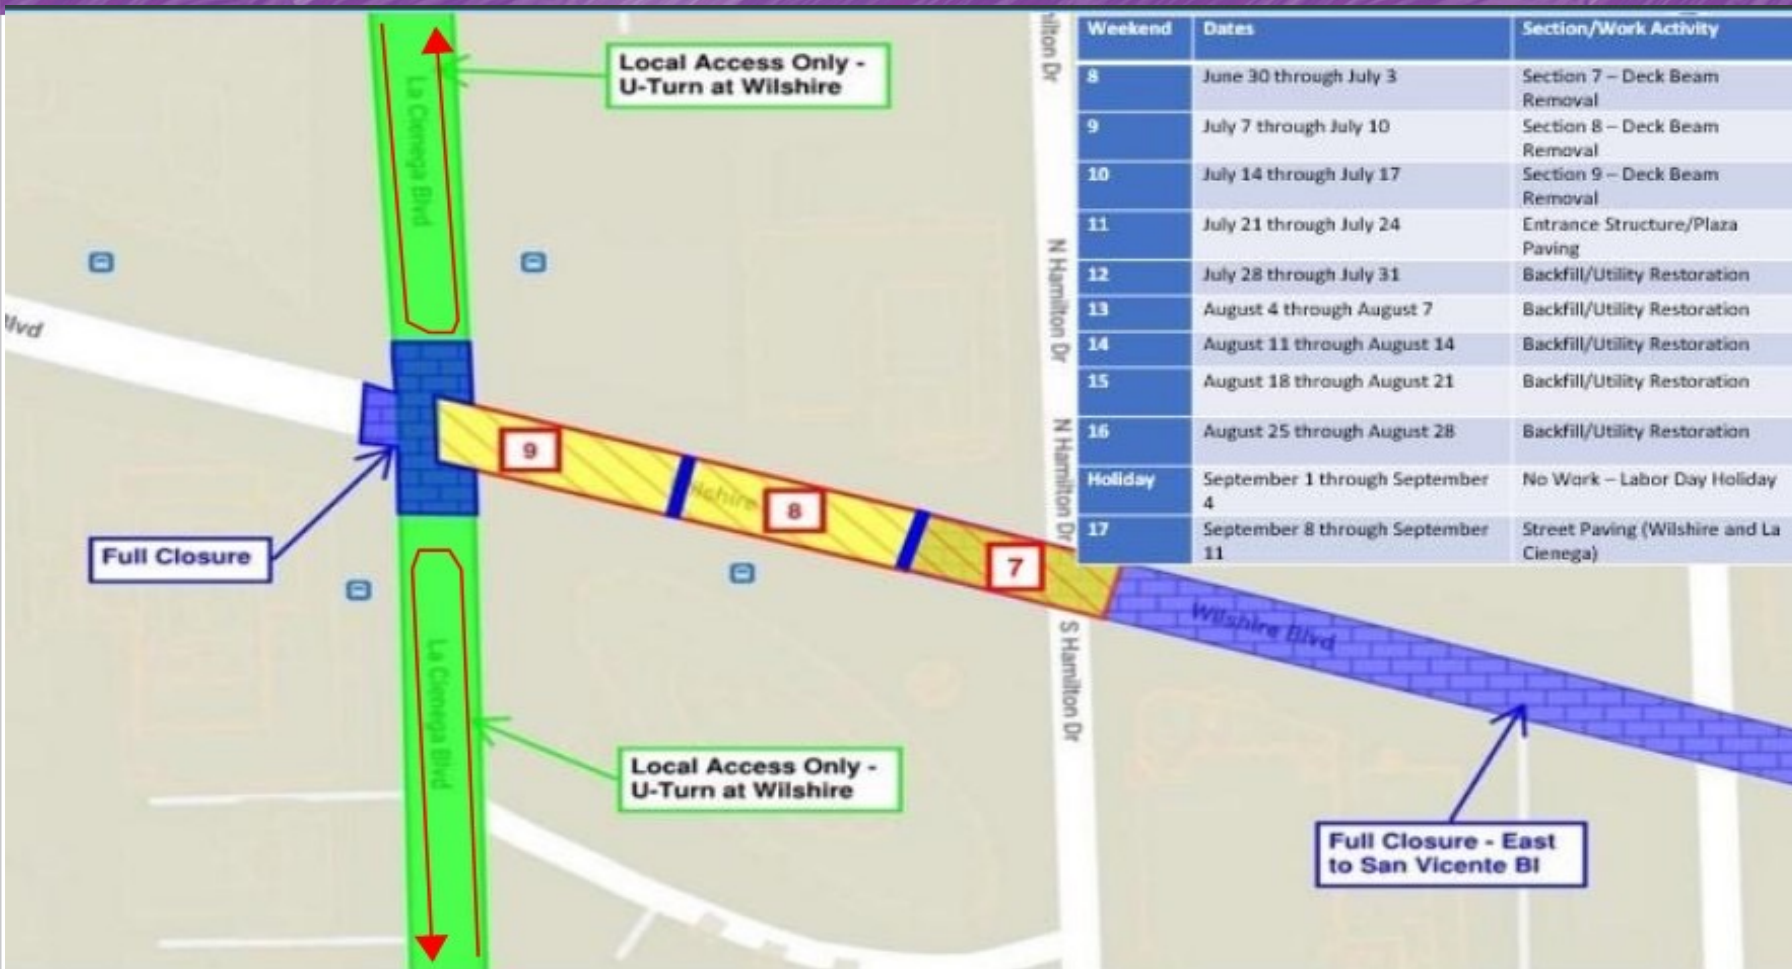 Local Access Only -
U-Turn at Wilshire
La Cienega Blvd
Blvd
Full Closure
9
8
7
Wilshire
Wilshire Blvd
La Cienega Blvd
Local Access Only -
U-Turn at Wilshire
Full Closure - East
to San Vicente Bl
N Hamilton Dr
N Hamilton Dr
S Hamilton Dr
Weekend Dates Section/Work Activity
8 June 30 through July 3 Section 7 – Deck Beam
Removal
9 July 7 through July 10 Section 8 – Deck Beam
Removal
10 July 14 through July 17 Section 9 – Deck Beam
Removal
11 July 21 through July 24 Entrance Structure/Plaza
Paving
12 July 28 through July 31 Backfill/Utility Restoration
13 August 4 through August 7 Backfill/Utility Restoration
14 August 11 through August 14 Backfill/Utility Restoration
15 August 18 through August 21 Backfill/Utility Restoration
16 August 25 through August 28 Backfill/Utility Restoration
Holiday September 1 through September No Work – Labor Day Holiday
4
17 September 8 through September Street Paving (Wilshire and La
11 Cienega)